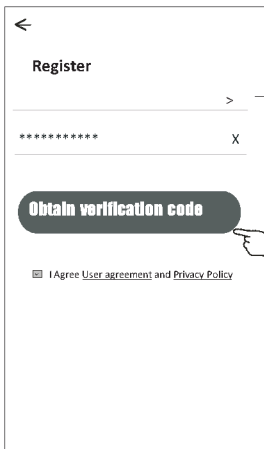 Register
>
*********** X
Obtain verification code
I Agree User agreement and Privacy Policy